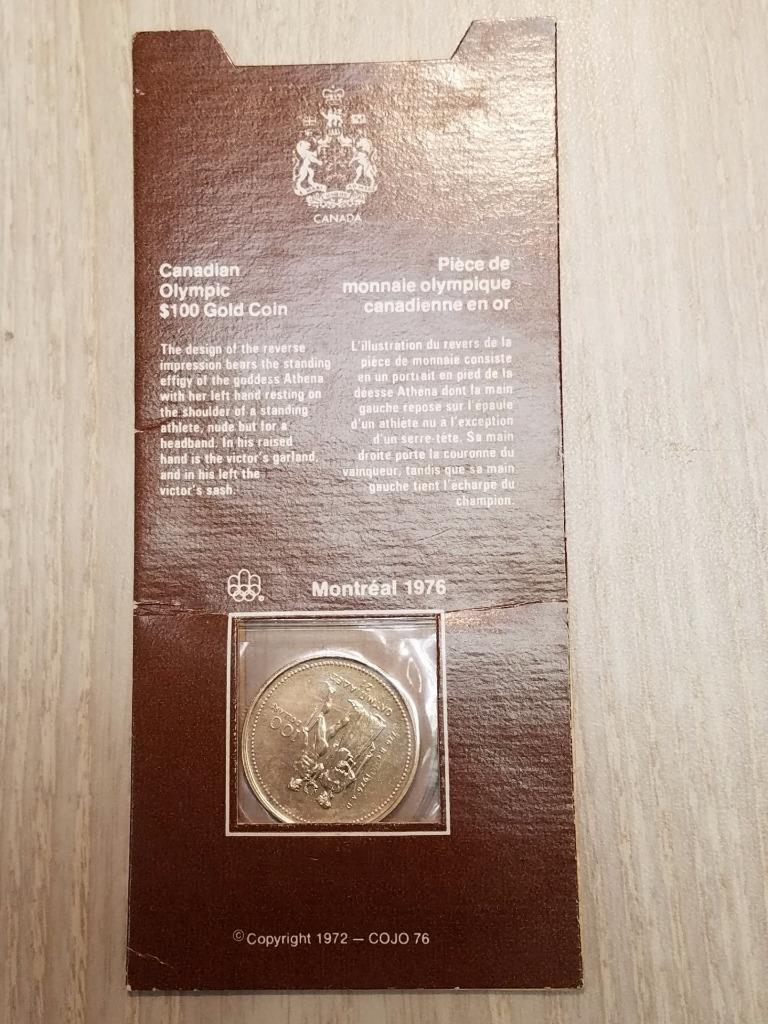 CANADA
Canadian
Olympic
$100 Gold Coin
The design of the reverse
impression bears the standing
effigy of the goddess Athena
with her left hand resting on
the shoulder of a standing
athlete, nude but for a
headband. In his raised
hand is the victor's garland,
and in his left the
victor's sash.
Pièce de
monnaie olympique
canadienne en or
L'illustration du revers de la
pièce de monnaie consiste
en un portrait en pied de la
déesse Athéna dont la main
gauche repose sur l'épaule
d'un athlète nu à l'exception
d'un serre-tête. Sa main
droite porte la couronne du
vainqueur, tandis que sa main
gauche tient l'écharpe du
champion.
Montréal 1976
100
1976 A.D.
© Copyright 1972 — COJO 76